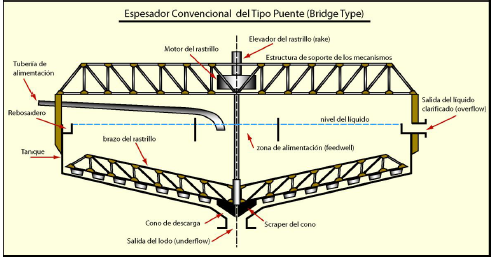 Espesador Convencional del Tipo Puente (Bridge Type)
Elevador del rastrillo (rake)
Motor del rastrillo
Estructura de soporte de los mecanismos
Tubería de
alimentación
Rebosadero
nivel del líquido
Salida del líquido
clarificado (overflow)
brazo del rastrillo
zona de alimentación (feedwell)
Tanque
Cono de descarga
Scraper del cono
Salida del lodo (underflow)